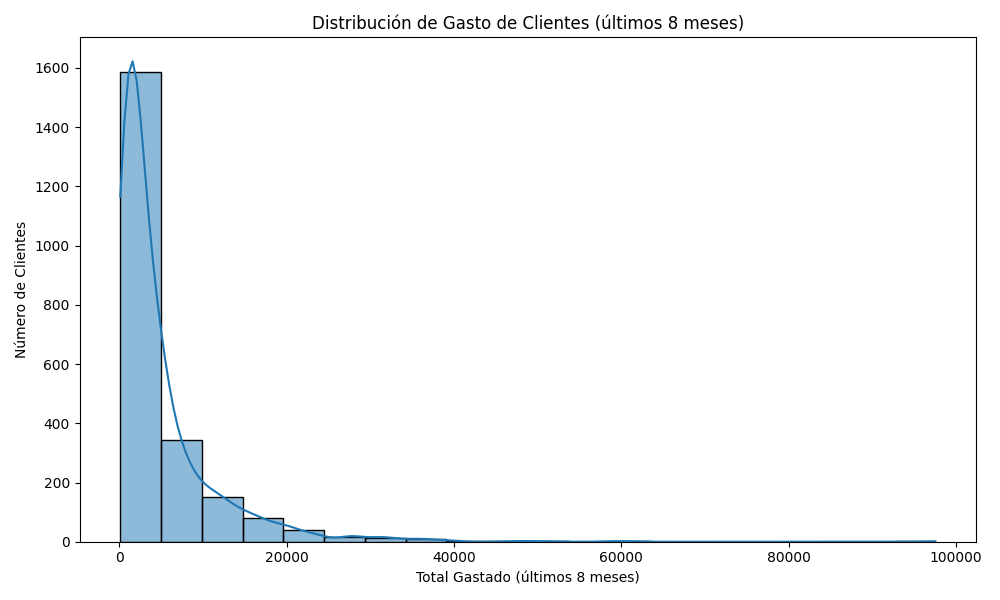 Distribución de Gasto de Clientes (últimos 8 meses)
1600
1400
1200
1000
800
600
400
200
0
Número de Clientes
0 20000 40000 60000 80000 100000
Total Gastado (últimos 8 meses)